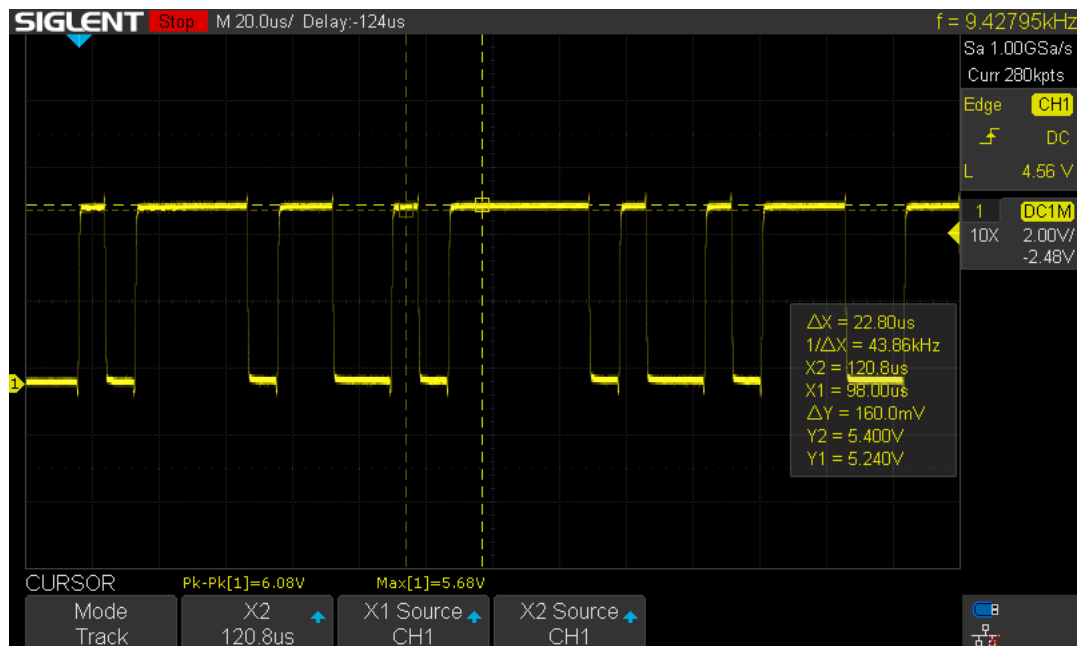 SIGLENT Stop M 20.0us/ Delay:-124us f = 9.42795kHz
Sa 1.00GSa/s
Curr 280kpts
Edge CH1
DC
L 4.56 V
1 DC1M
10X 2.00V/
-2.48V
1
△X = 22.80us
1/△X = 43.86kHz
X2 = 120.8us
X1 = 98.00us
△Y = 160.0mV
Y2 = 5.400V
Y1 = 5.240V
CURSOR Pk-Pk[1]=6.08V Max[1]=5.68V
Mode X2 X1 Source X2 Source
Track 120.8us CH1 CH1